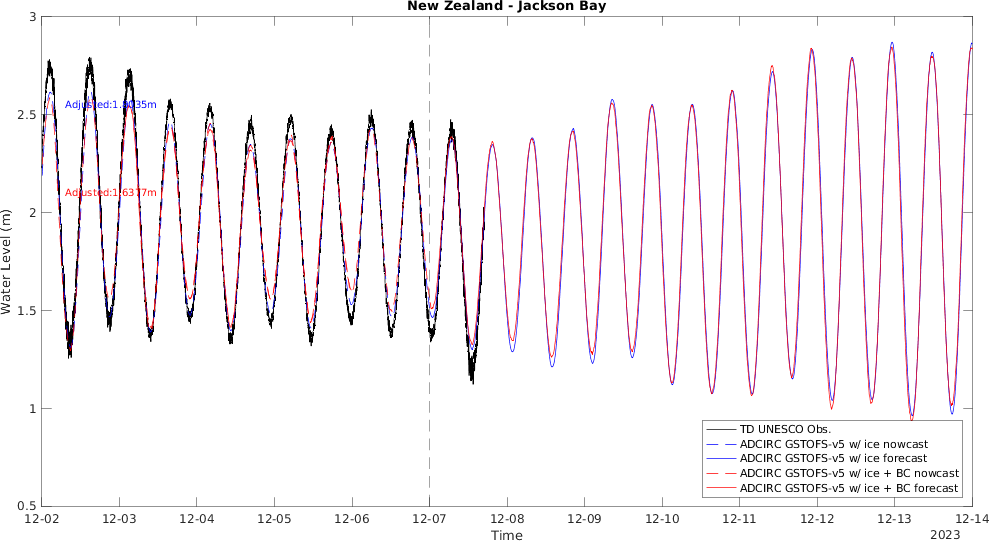 New Zealand - Jackson Bay
3
2.5
2
1.5
1
0.5
Water Level (m)
Adjusted:1.6377m
TD UNESCO Obs.
ADCIRC GSTOFS-v5 w/ ice nowcast
ADCIRC GSTOFS-v5 w/ ice forecast
ADCIRC GSTOFS-v5 w/ ice + BC nowcast
ADCIRC GSTOFS-v5 w/ ice + BC forecast
12-02 12-03 12-04 12-05 12-06 12-07 12-08 12-09 12-10 12-11 12-12 12-13 12-14
Time
2023